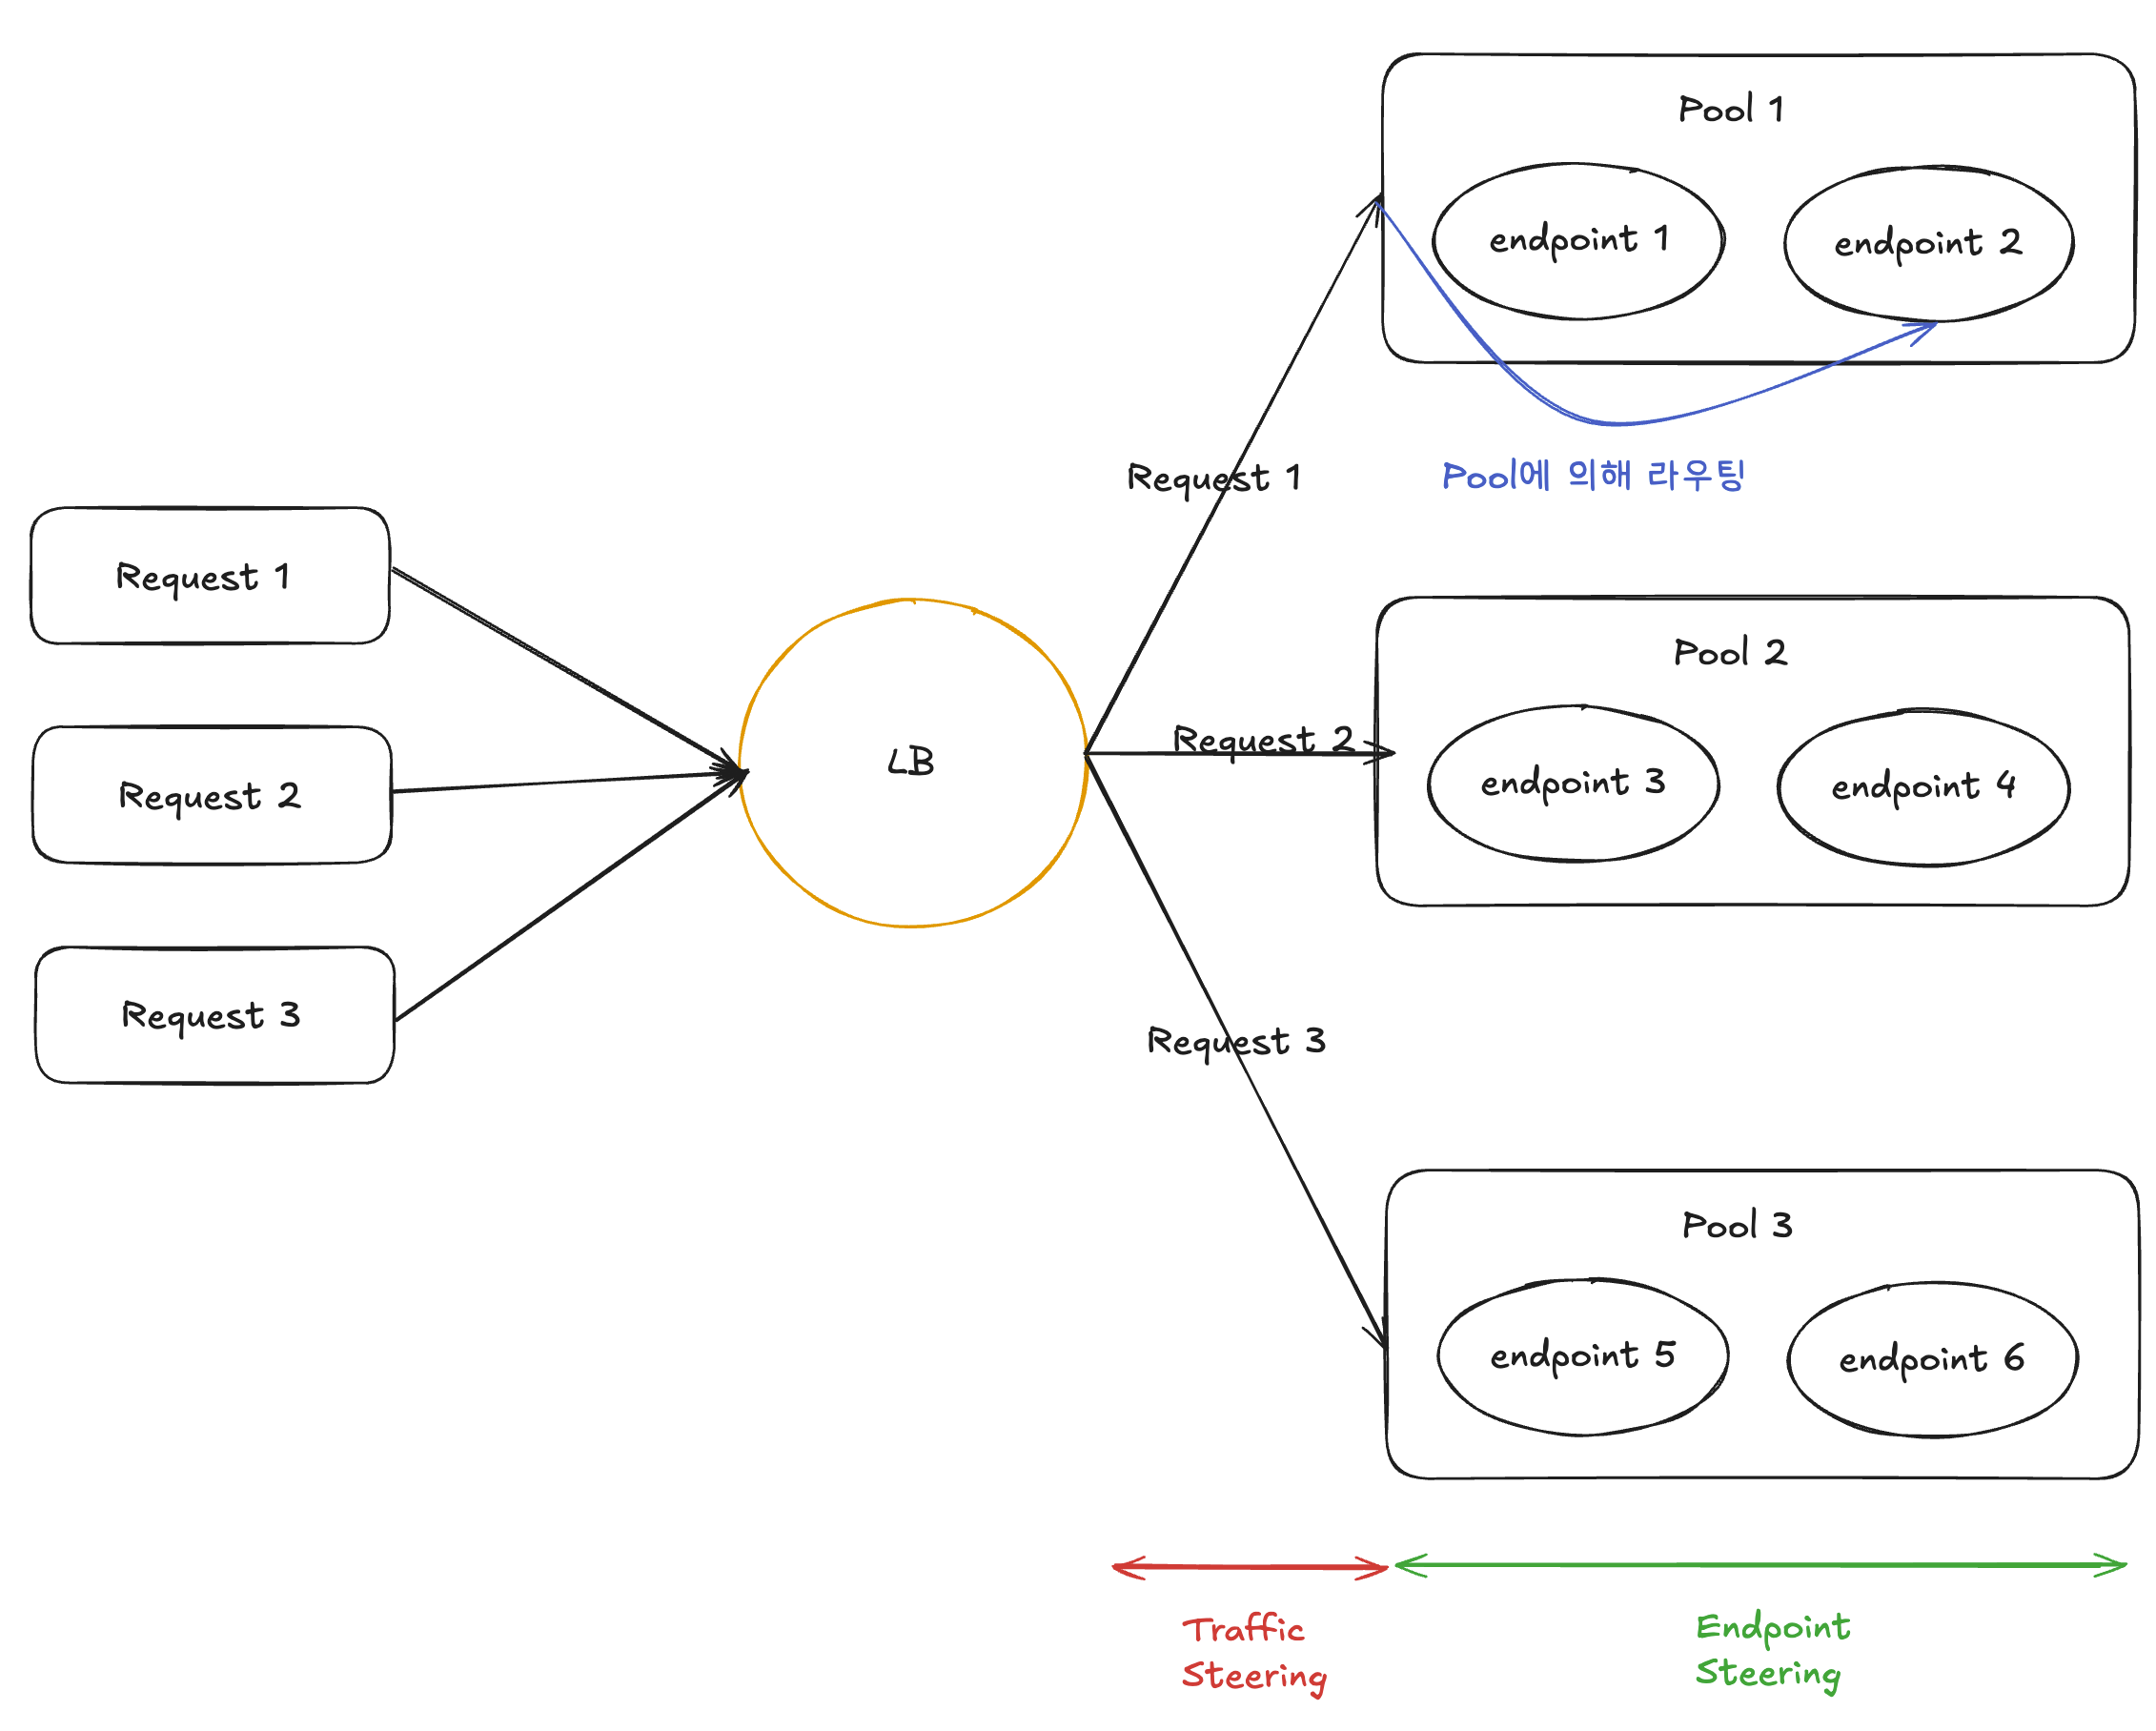 Request 1
Request 2
Request 3
LB
Request 1
Request 2
Request 3
Pool 1
endpoint 1
endpoint 2
Pool에 의해 라우팅
Pool 2
endpoint 3
endpoint 4
Pool 3
endpoint 5
endpoint 6
Traffic
Steering
Endpoint
Steering